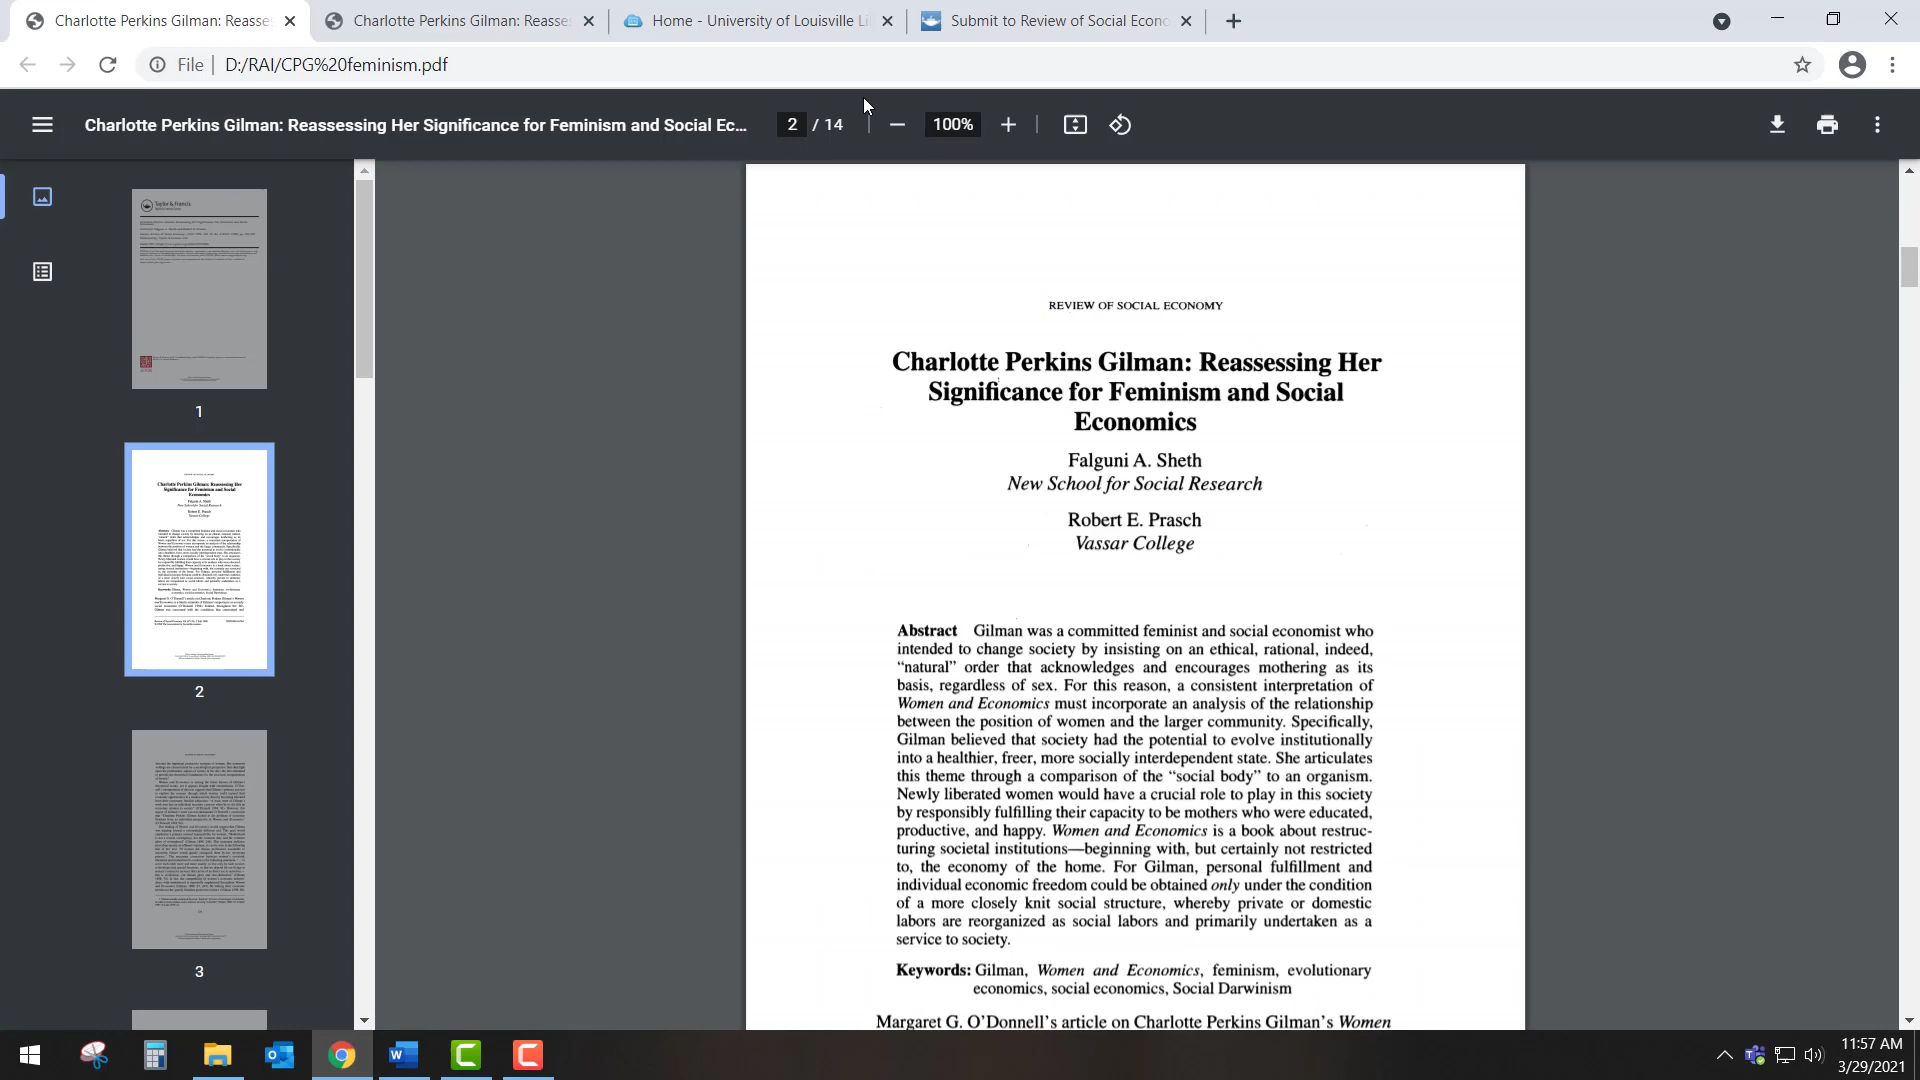 Charlotte Perkins Gilman: Reasse
Charlotte Perkins Gilman: Reasse
Home - University of Louisville Li
Submit to Review of Social Econo
File
D:/RAI/CPG%20feminism.pdf
Charlotte Perkins Gilman: Reassessing Her Significance for Feminism and Social Ec...
2 / 14
100%
Taylor & Francis
1
2
3
REVIEW OF SOCIAL ECONOMY
Charlotte Perkins Gilman: Reassessing Her
Significance for Feminism and Social
Economics
Falguni A. Sheth
New School for Social Research
Robert E. Prasch
Vassar College
Abstract Gilman was a committed feminist and social economist who
intended to change society by insisting on an ethical, rational, indeed,
“natural” order that acknowledges and encourages mothering as its
basis, regardless of sex. For this reason, a consistent interpretation of
Women and Economics must incorporate an analysis of the relationship
between the position of women and the larger community. Specifically,
Gilman believed that society had the potential to evolve institutionally
into a healthier, freer, more socially interdependent state. She articulates
this theme through a comparison of the “social body” to an organism.
Newly liberated women would have a crucial role to play in this society
by responsibly fulfilling their capacity to be mothers who were educated,
productive, and happy. Women and Economics is a book about restruc-
turing societal institutions—beginning with, but certainly not restricted
to, the economy of the home. For Gilman, personal fulfillment and
individual economic freedom could be obtained only under the condition
of a more closely knit social structure, whereby private or domestic
labors are reorganized as social labors and primarily undertaken as a
service to society.
Keywords: Gilman, Women and Economics, feminism, evolutionary
economics, social economics, Social Darwinism
Margaret G. O'Donnell's article on Charlotte Perkins Gilman's Women
11:57 AM
3/29/2021